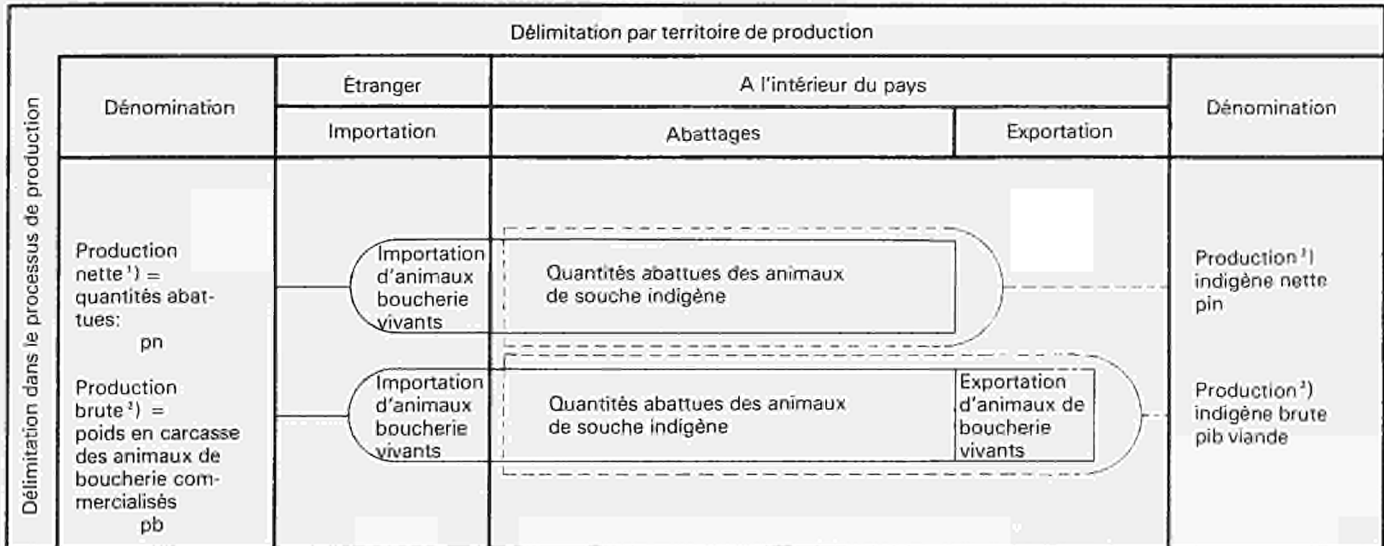 Délimitation par territoire de production
Délimitation dans le processus de production
Dénomination
Étranger
A l'intérieur du pays
Dénomination
Importation
Abattages
Exportation
Production
nette ¹) =
quantités abat-
tues:
pn
Importation
d'animaux
boucherie
vivants
Quantités abattues des animaux
de souche indigène
Production ¹)
indigène nette
pin
Production
brute ²) =
poids en carcasse
des animaux de
boucherie com-
mercialisés
pb
Importation
d'animaux
boucherie
vivants
Quantités abattues des animaux
de souche indigène
Exportation
d'animaux de
boucherie
vivants
Production ²)
indigène brute
pib viande